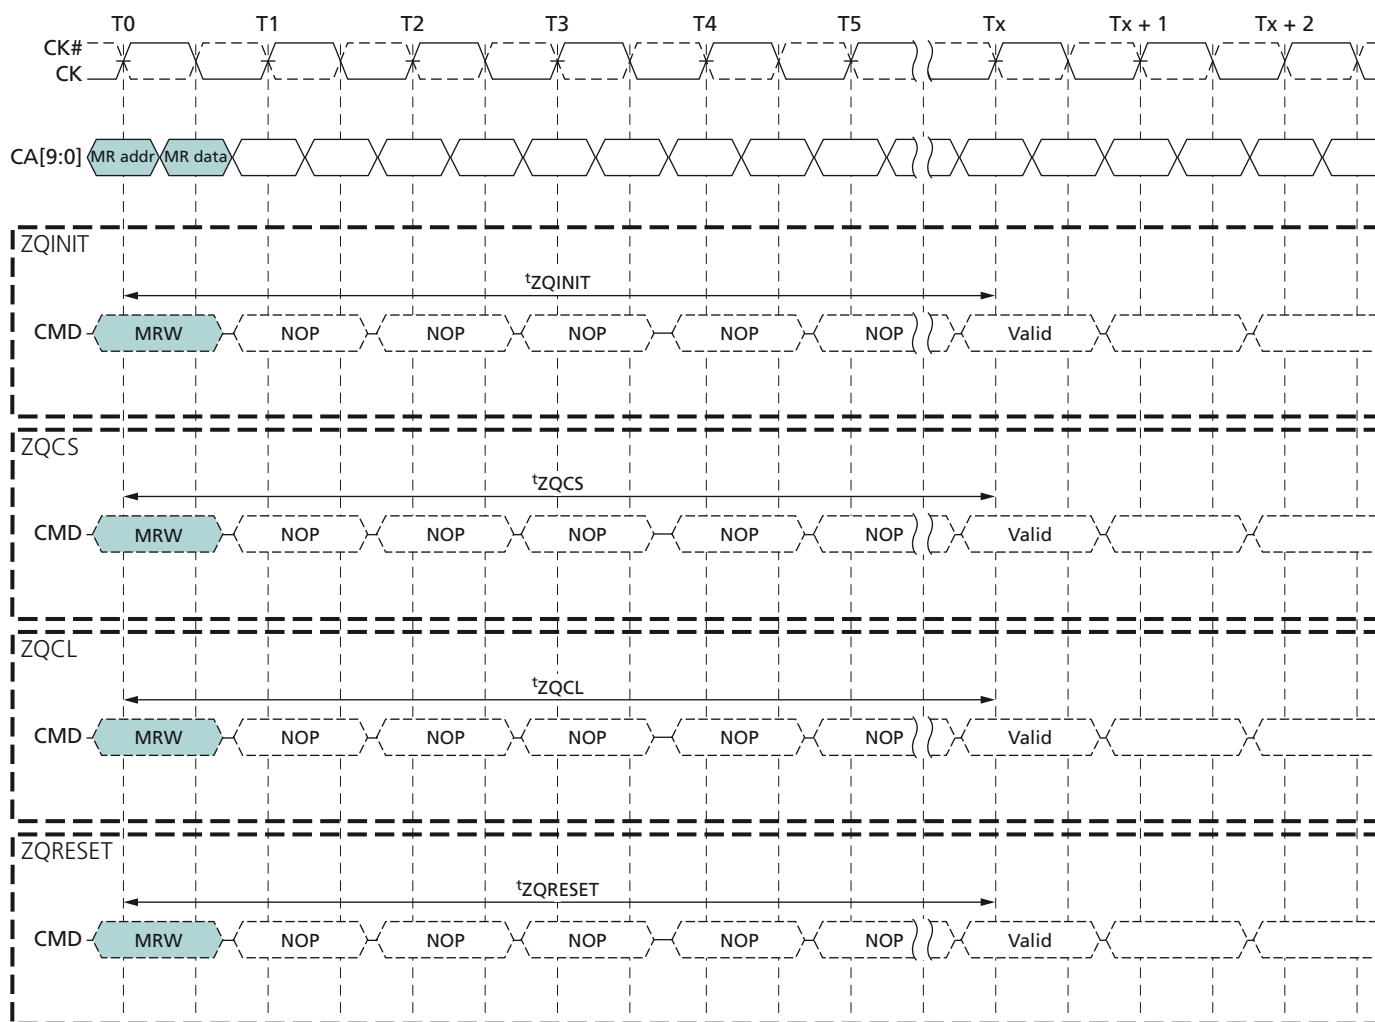 T0 T1 T2 T3 T4 T5 Tx Tx + 1 Tx + 2
CK#
CK
CA[9:0] MR addr MR data
ZQINIT
tZQINIT
CMD MRW NOP NOP NOP NOP NOP Valid
ZQCS
tZQCS
CMD MRW NOP NOP NOP NOP NOP Valid
ZQCL
tZQCL
CMD MRW NOP NOP NOP NOP NOP Valid
ZQRESET
tZQRESET
CMD MRW NOP NOP NOP NOP NOP Valid